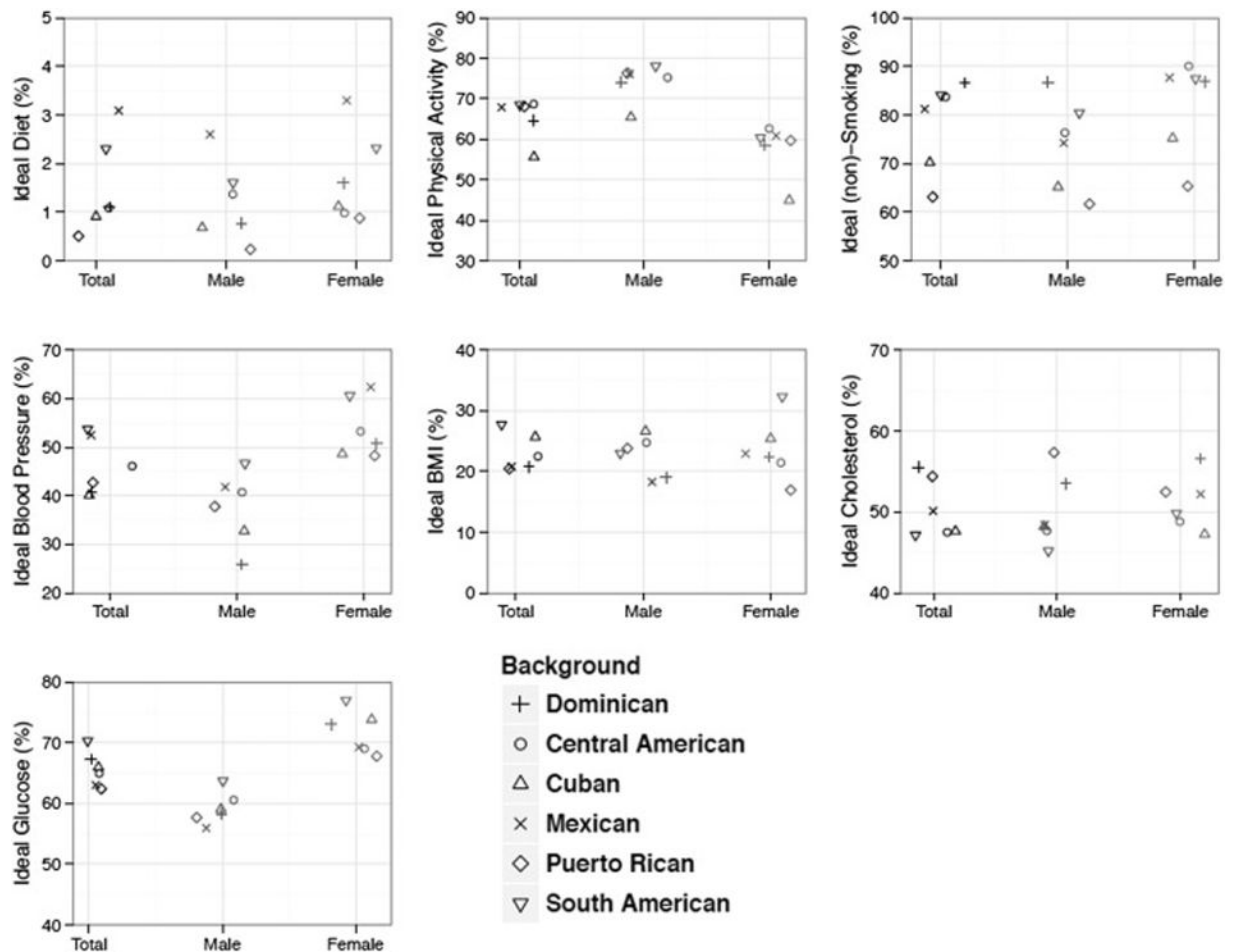 Ideal Diet (%)
5
4
3
2
1
0
Total Male Female
Ideal Physical Activity (%)
90
80
70
60
50
40
30
Total Male Female
Ideal (non)-Smoking (%)
100
90
80
70
60
50
Total Male Female
Ideal Blood Pressure (%)
70
60
50
40
30
20
Total Male Female
Ideal BMI (%)
40
30
20
10
0
Total Male Female
Ideal Cholesterol (%)
70
60
50
40
Total Male Female
Ideal Glucose (%)
80
70
60
50
40
Total Male Female
Background
Dominican
Central American
Cuban
Mexican
Puerto Rican
South American